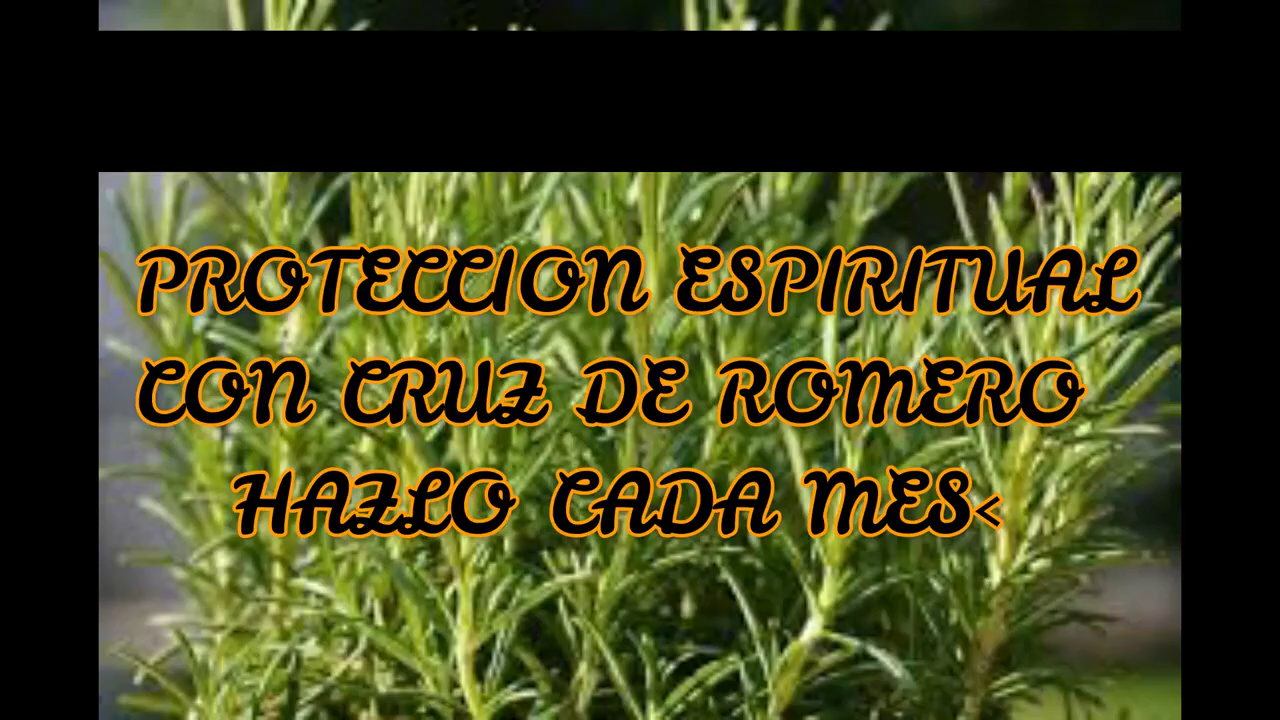 PROTECCION ESPIRITUAL
CON CRUZ DE ROMERO
HAZLO CADA MES<